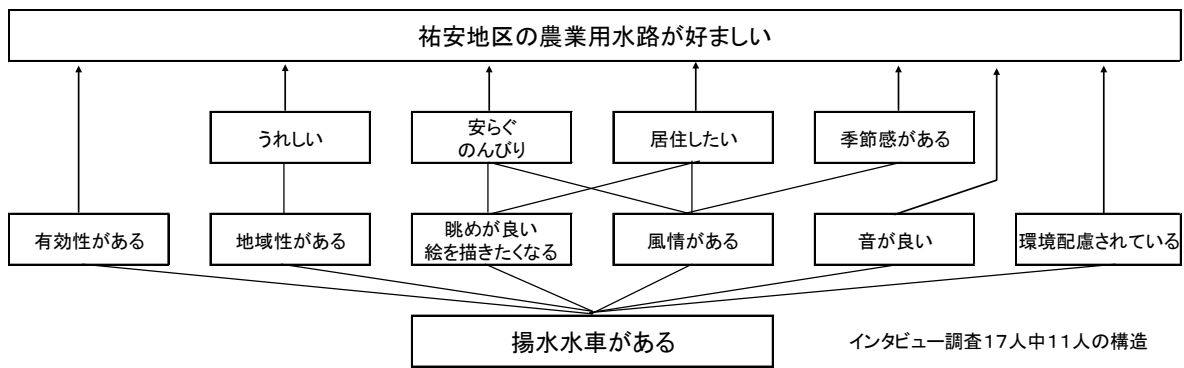 祐安地区の農業用水路が好ましい
うれしい
安らぐ
のんびり
居住したい
季節感がある
有効性がある
地域性がある
眺めが良い
絵を描きたくなる
風情がある
音が良い
環境配慮されている
揚水水車がある
インタビュー調査17人中11人の構造